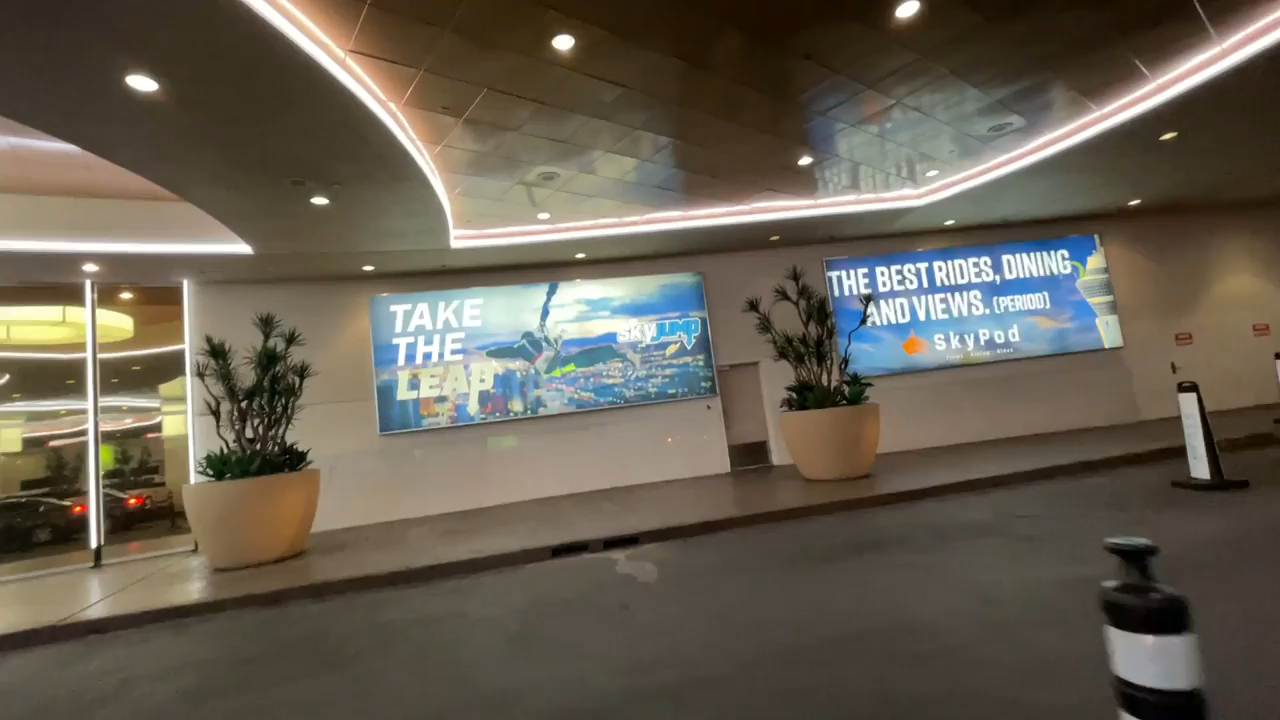 TAKE
THE
LEAP
SKYJUMP
THE BEST RIDES, DINING
AND VIEWS. (PERIOD)
SkyPod